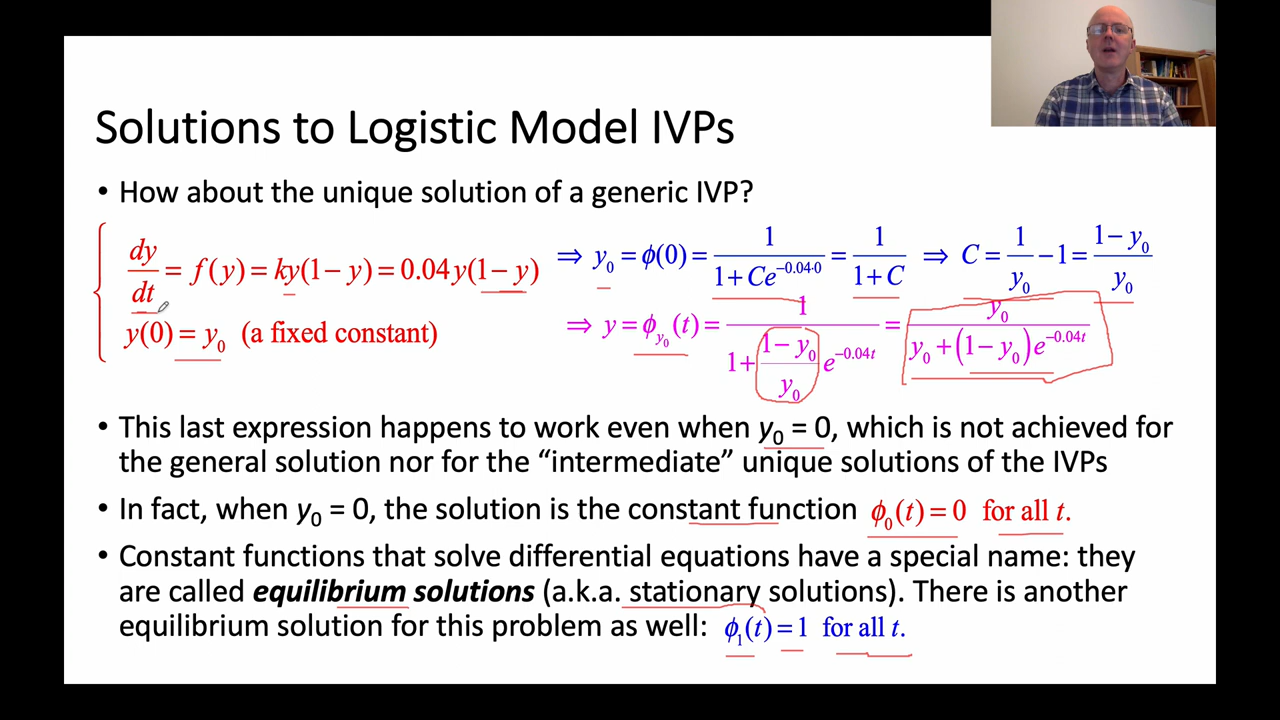 Solutions to Logistic Model IVPs
• How about the unique solution of a generic IVP?
dy/dt = f(y) = ky(1 − y) = 0.04y(1 − y)
y(0) = y₀ (a fixed constant)
⇒ y₀ = ϕ(0) = 1/(1 + Ce^(−0.04·0)) = 1/(1 + C) ⇒ C = 1/y₀ − 1 = (1 − y₀)/y₀
⇒ y = ϕ_y₀(t) = 1/(1 + ((1 − y₀)/y₀)e^(−0.04t)) = y₀/(y₀ + (1 − y₀)e^(−0.04t))
• This last expression happens to work even when y₀ = 0, which is not achieved for
the general solution nor for the “intermediate” unique solutions of the IVPs
• In fact, when y₀ = 0, the solution is the constant function ϕ₀(t) = 0 for all t.
• Constant functions that solve differential equations have a special name: they
are called equilibrium solutions (a.k.a. stationary solutions). There is another
equilibrium solution for this problem as well: ϕ₁(t) = 1 for all t.